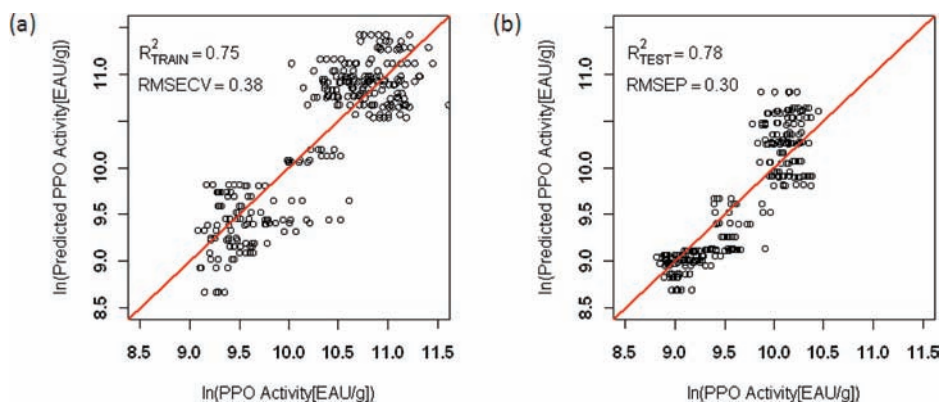 (a)
R²TRAIN = 0.75
RMSECV = 0.38
ln(Predicted PPO Activity[EAU/g])
8.5 9.0 9.5 10.0 11.0
8.5 9.0 9.5 10.0 10.5 11.0 11.5
ln(PPO Activity[EAU/g])
(b)
R²TEST = 0.78
RMSEP = 0.30
ln(Predicted PPO Activity[EAU/g])
8.5 9.0 9.5 10.0 11.0
8.5 9.0 9.5 10.0 10.5 11.0 11.5
ln(PPO Activity[EAU/g])